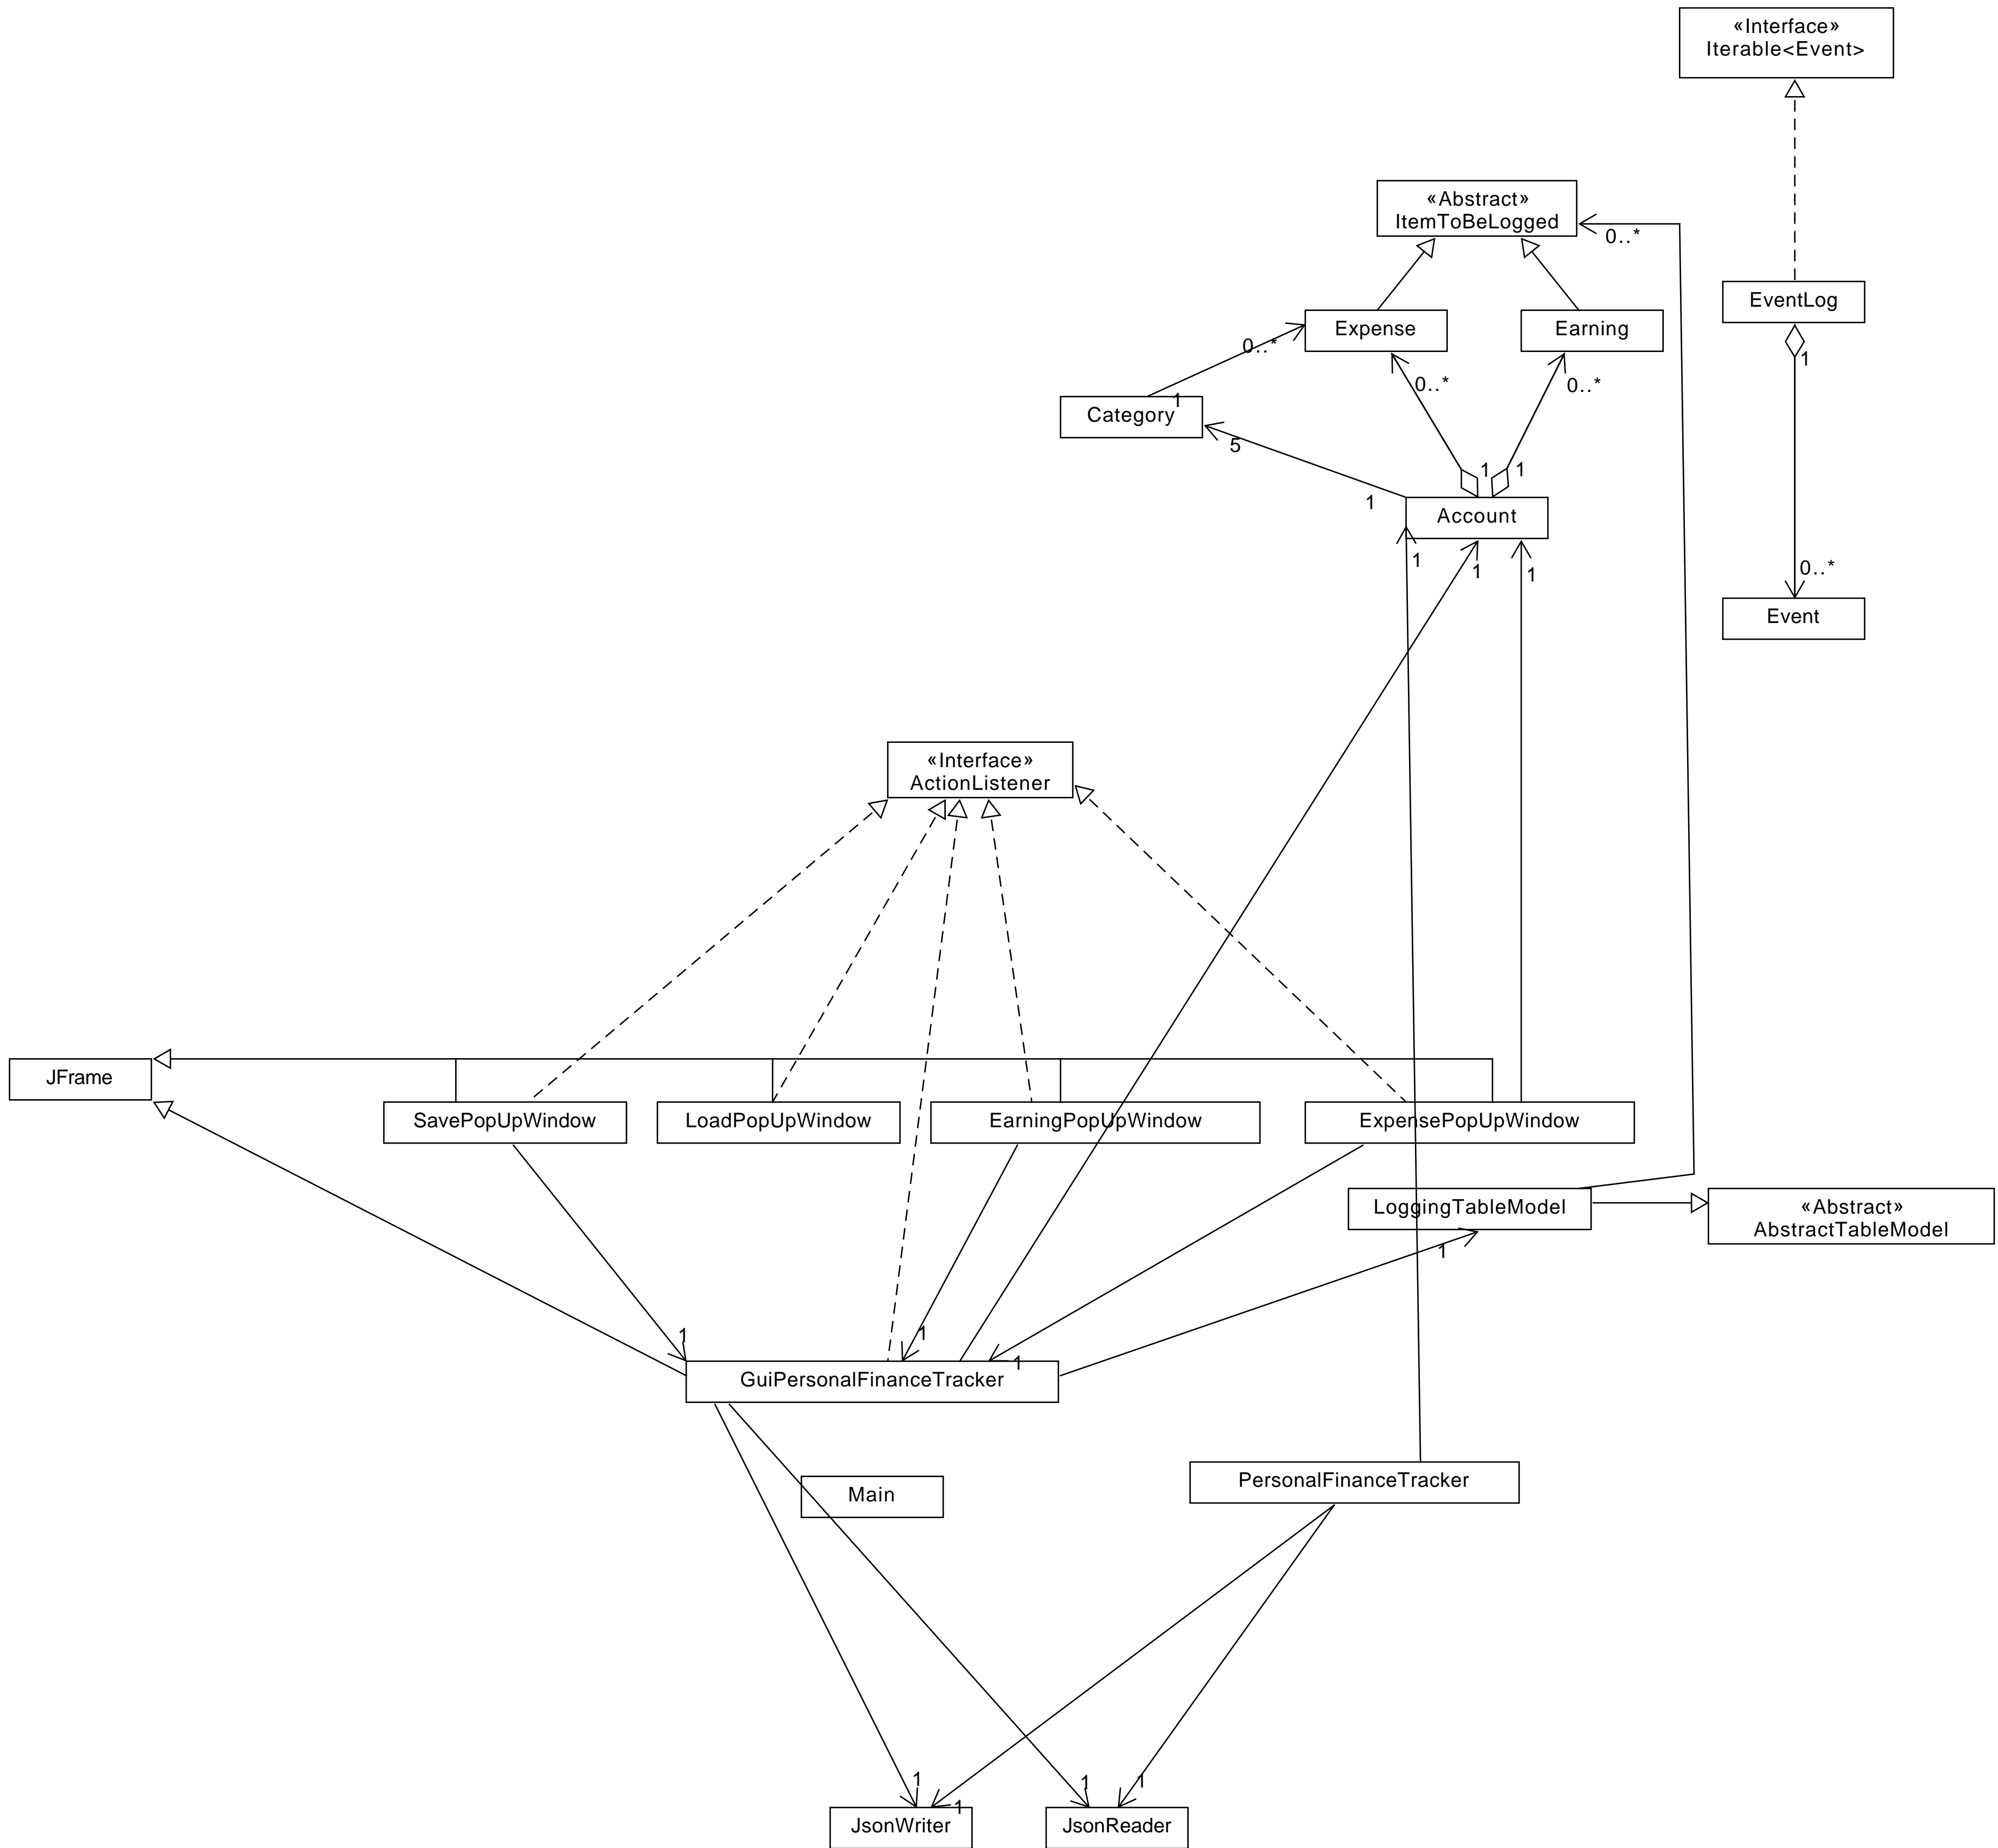 «Interface»
Iterable<Event>
«Abstract»
ItemToBeLogged
0..*
EventLog
1
Expense
Earning
0..*
0..*
0..*
Category
1
5
1
1
1
Account
1
1
1
0..*
Event
«Interface»
ActionListener
JFrame
SavePopUpWindow
LoadPopUpWindow
EarningPopUpWindow
ExpensePopUpWindow
LoggingTableModel
«Abstract»
AbstractTableModel
1
1
1
1
GuiPersonalFinanceTracker
Main
PersonalFinanceTracker
1
1
1
1
JsonWriter
JsonReader